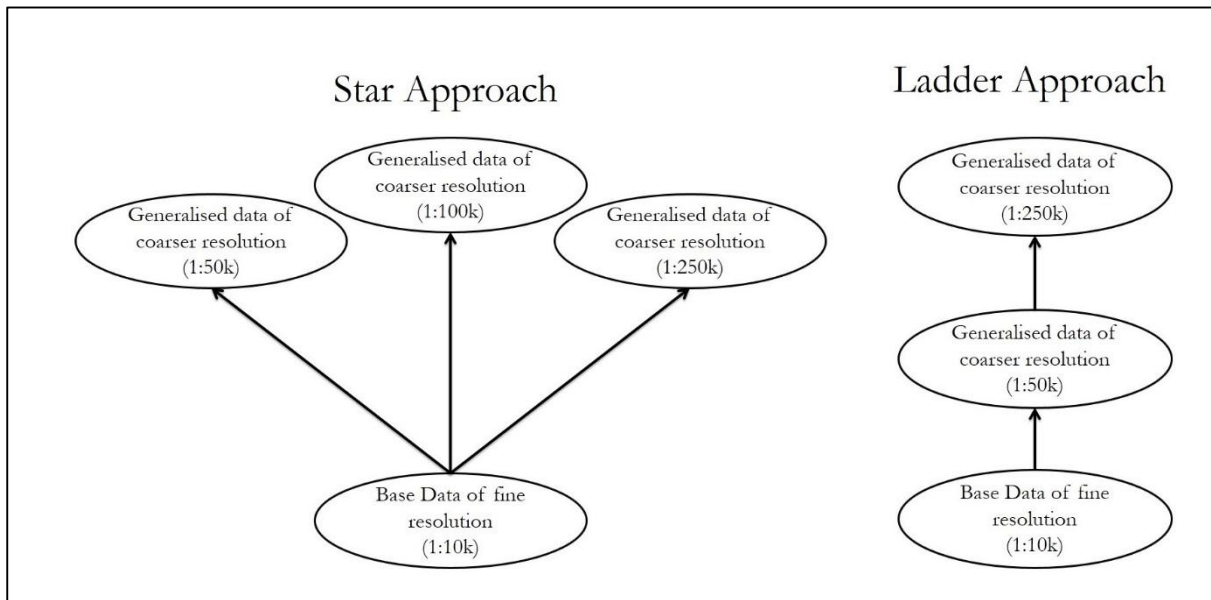 Star Approach
Generalised data of
coarser resolution
(1:100k)
Generalised data of
coarser resolution
(1:50k)
Generalised data of
coarser resolution
(1:250k)
Base Data of fine
resolution
(1:10k)
Ladder Approach
Generalised data of
coarser resolution
(1:250k)
Generalised data of
coarser resolution
(1:50k)
Base Data of fine
resolution
(1:10k)